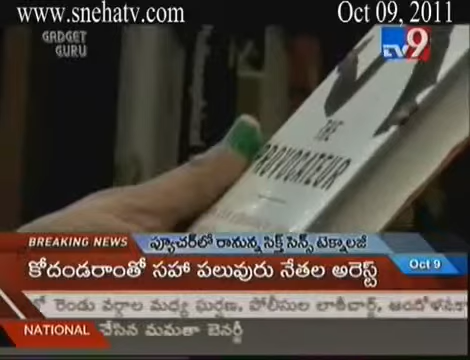 www.snehatv.com
Oct 09, 2011
GADGET
GURU
TV9
THE
PROVOCATEUR
BREAKING NEWS
ఫ్యూచర్‌లో రానున్న సిక్త్ సెన్స్ టెక్నాలజీ
కోదండరాంతో సహా పలువురు నేతల అరెస్ట్
Oct 9
లో రెండు వర్గాల మధ్య ఘర్షణ, పోలీసుల లాఠీచార్జ్,
NATIONAL
చేసిన మమతా బెనర్జీ